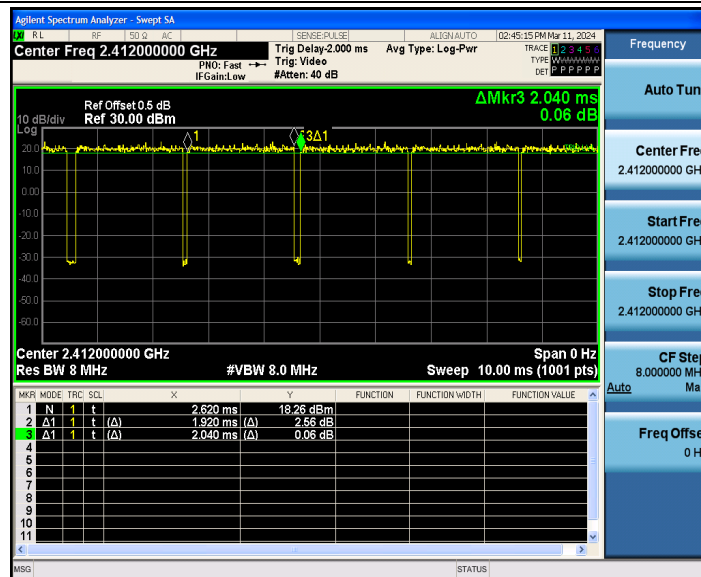 Agilent Spectrum Analyzer - Swept SA
LXI RL RF 50 Ω AC SENSE:PULSE ALIGN AUTO 02:45:15 PM Mar 11, 2024
Center Freq 2.412000000 GHz
PNO: Fast
IFGain:Low
Trig Delay-2.000 ms
Trig: Video
#Atten: 40 dB
Avg Type: Log-Pwr
TRACE 1 2 3 4 5 6
TYPE W
DET P P P P P P
ΔMkr3 2.040 ms
0.06 dB
Ref Offset 0.5 dB
10 dB/div Ref 30.00 dBm
Log
1
3Δ1
20.0
10.0
0.00
-10.0
-20.0
-30.0
-40.0
-50.0
-60.0
Center 2.412000000 GHz Span 0 Hz
Res BW 8 MHz #VBW 8.0 MHz Sweep 10.00 ms (1001 pts)
MKR MODE TRC SCL X Y FUNCTION FUNCTION WIDTH FUNCTION VALUE
1 N 1 t 2.620 ms 18.26 dBm
2 Δ1 1 t (Δ) 1.920 ms (Δ) 2.56 dB
3 Δ1 1 t (Δ) 2.040 ms (Δ) 0.06 dB
4
5
6
7
8
9
10
11
MSG STATUS
Frequency
Auto Tun
Center Fre
2.412000000 GH
Start Fre
2.412000000 GH
Stop Fre
2.412000000 GH
CF Step
8.000000 MH
Auto Ma
Freq Offse
0 H